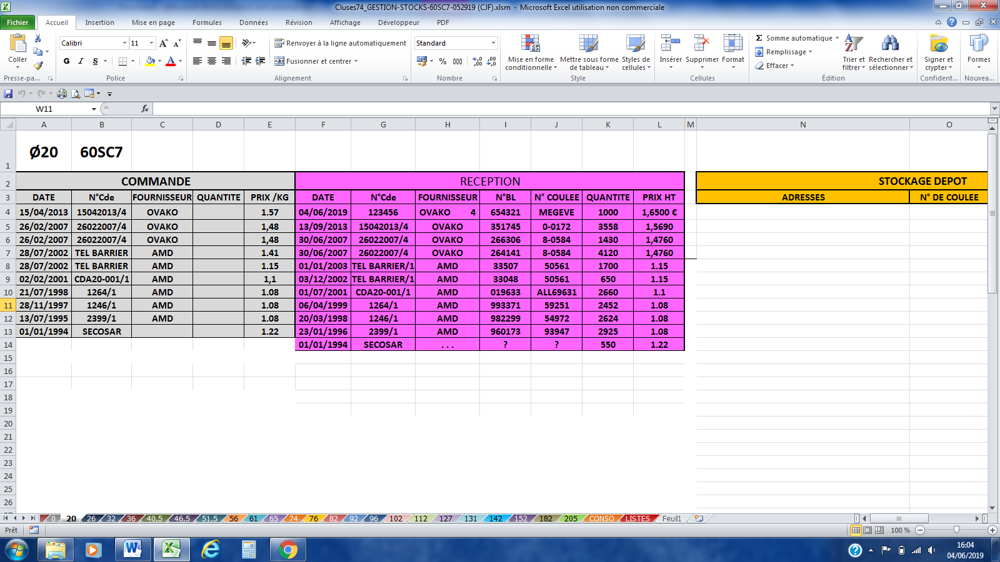 Cluses74_GESTION-STOCKS-60SC7-052919 (CJF).xlsm - Microsoft Excel utilisation non commerciale
Fichier Accueil Insertion Mise en page Formules Données Révision Affichage Développeur PDF
Coller
Presse-pa...
Calibri 11
G I S
Police
Renvoyer à la ligne automatiquement
Fusionner et centrer
Alignement
Standard
% 000
Nombre
Mise en forme conditionnelle
Mettre sous forme de tableau
Styles de cellules
Style
Insérer Supprimer Format
Cellules
Somme automatique
Remplissage
Effacer
Trier et filtrer
Rechercher et sélectionner
Édition
Signer et crypter
Confident...
Formes
Nouvea...
W11 fx
A B C D E F G H I J K L M N O
1 Ø20 60SC7
2 COMMANDE RECEPTION STOCKAGE DEPOT
3 DATE N°Cde FOURNISSEUR QUANTITE PRIX /KG DATE N°Cde FOURNISSEUR N°BL N° COULEE QUANTITE PRIX HT ADRESSES N° DE COULEE
4 15/04/2013 15042013/4 OVAKO 1.57 04/06/2019 123456 OVAKO 4 654321 MEGEVE 1000 1,6500 €
5 26/02/2007 26022007/4 OVAKO 1,48 13/09/2013 15042013/4 OVAKO 351745 0-0172 3558 1,5690
6 26/02/2007 26022007/4 OVAKO 1,48 30/06/2007 26022007/4 OVAKO 266306 8-0584 1430 1,4760
7 28/07/2002 TEL BARRIER AMD 1.41 30/06/2007 26022007/4 OVAKO 264141 8-0584 4120 1,4760
8 28/07/2002 TEL BARRIER AMD 1.15 01/01/2003 TEL BARRIER/1 AMD 33507 50561 1700 1.15
9 02/02/2001 CDA20-001/1 AMD 1,1 03/12/2002 TEL BARRIER/1 AMD 33048 50561 650 1.15
10 21/07/1998 1264/1 AMD 1.08 01/07/2001 CDA20-001/1 AMD 019633 ALL69631 2660 1.1
11 28/11/1997 1246/1 AMD 1.08 06/04/1999 1264/1 AMD 993371 59251 2452 1.08
12 13/07/1995 2399/1 AMD 1.08 20/03/1998 1246/1 AMD 982299 54972 2624 1.08
13 01/01/1994 SECOSAR 1.22 23/01/1996 2399/1 AMD 960173 93947 2925 1.08
14 01/01/1994 SECOSAR . . . ? ? 550 1.22
15
16
17
18
19
20
21
22
23
24
25
26
0 20 26 32 36 40,5 46,5 51,5 56 61 65 74 76 82 92 96 102 112 127 131 142 152 182 205 CONSO LISTES Feuil1
Prêt 100 %
16:04
04/06/2019